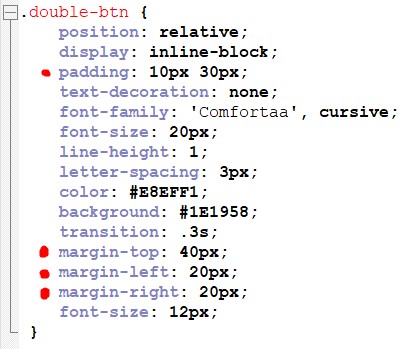 .double-btn {
position: relative;
display: inline-block;
padding: 10px 30px;
text-decoration: none;
font-family: 'Comfortaa', cursive;
font-size: 20px;
line-height: 1;
letter-spacing: 3px;
color: #E8EFF1;
background: #1E1958;
transition: .3s;
margin-top: 40px;
margin-left: 20px;
margin-right: 20px;
font-size: 12px;
}